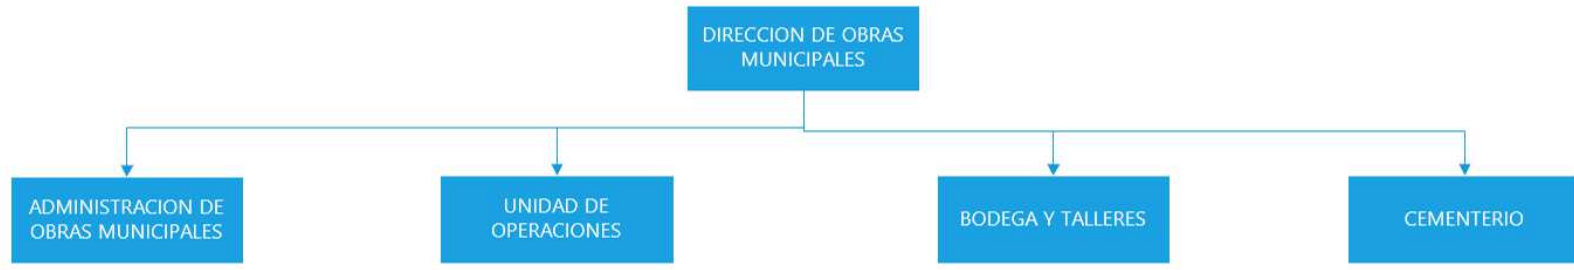 DIRECCION DE OBRAS
MUNICIPALES
ADMINISTRACION DE
OBRAS MUNICIPALES
UNIDAD DE
OPERACIONES
BODEGA Y TALLERES
CEMENTERIO